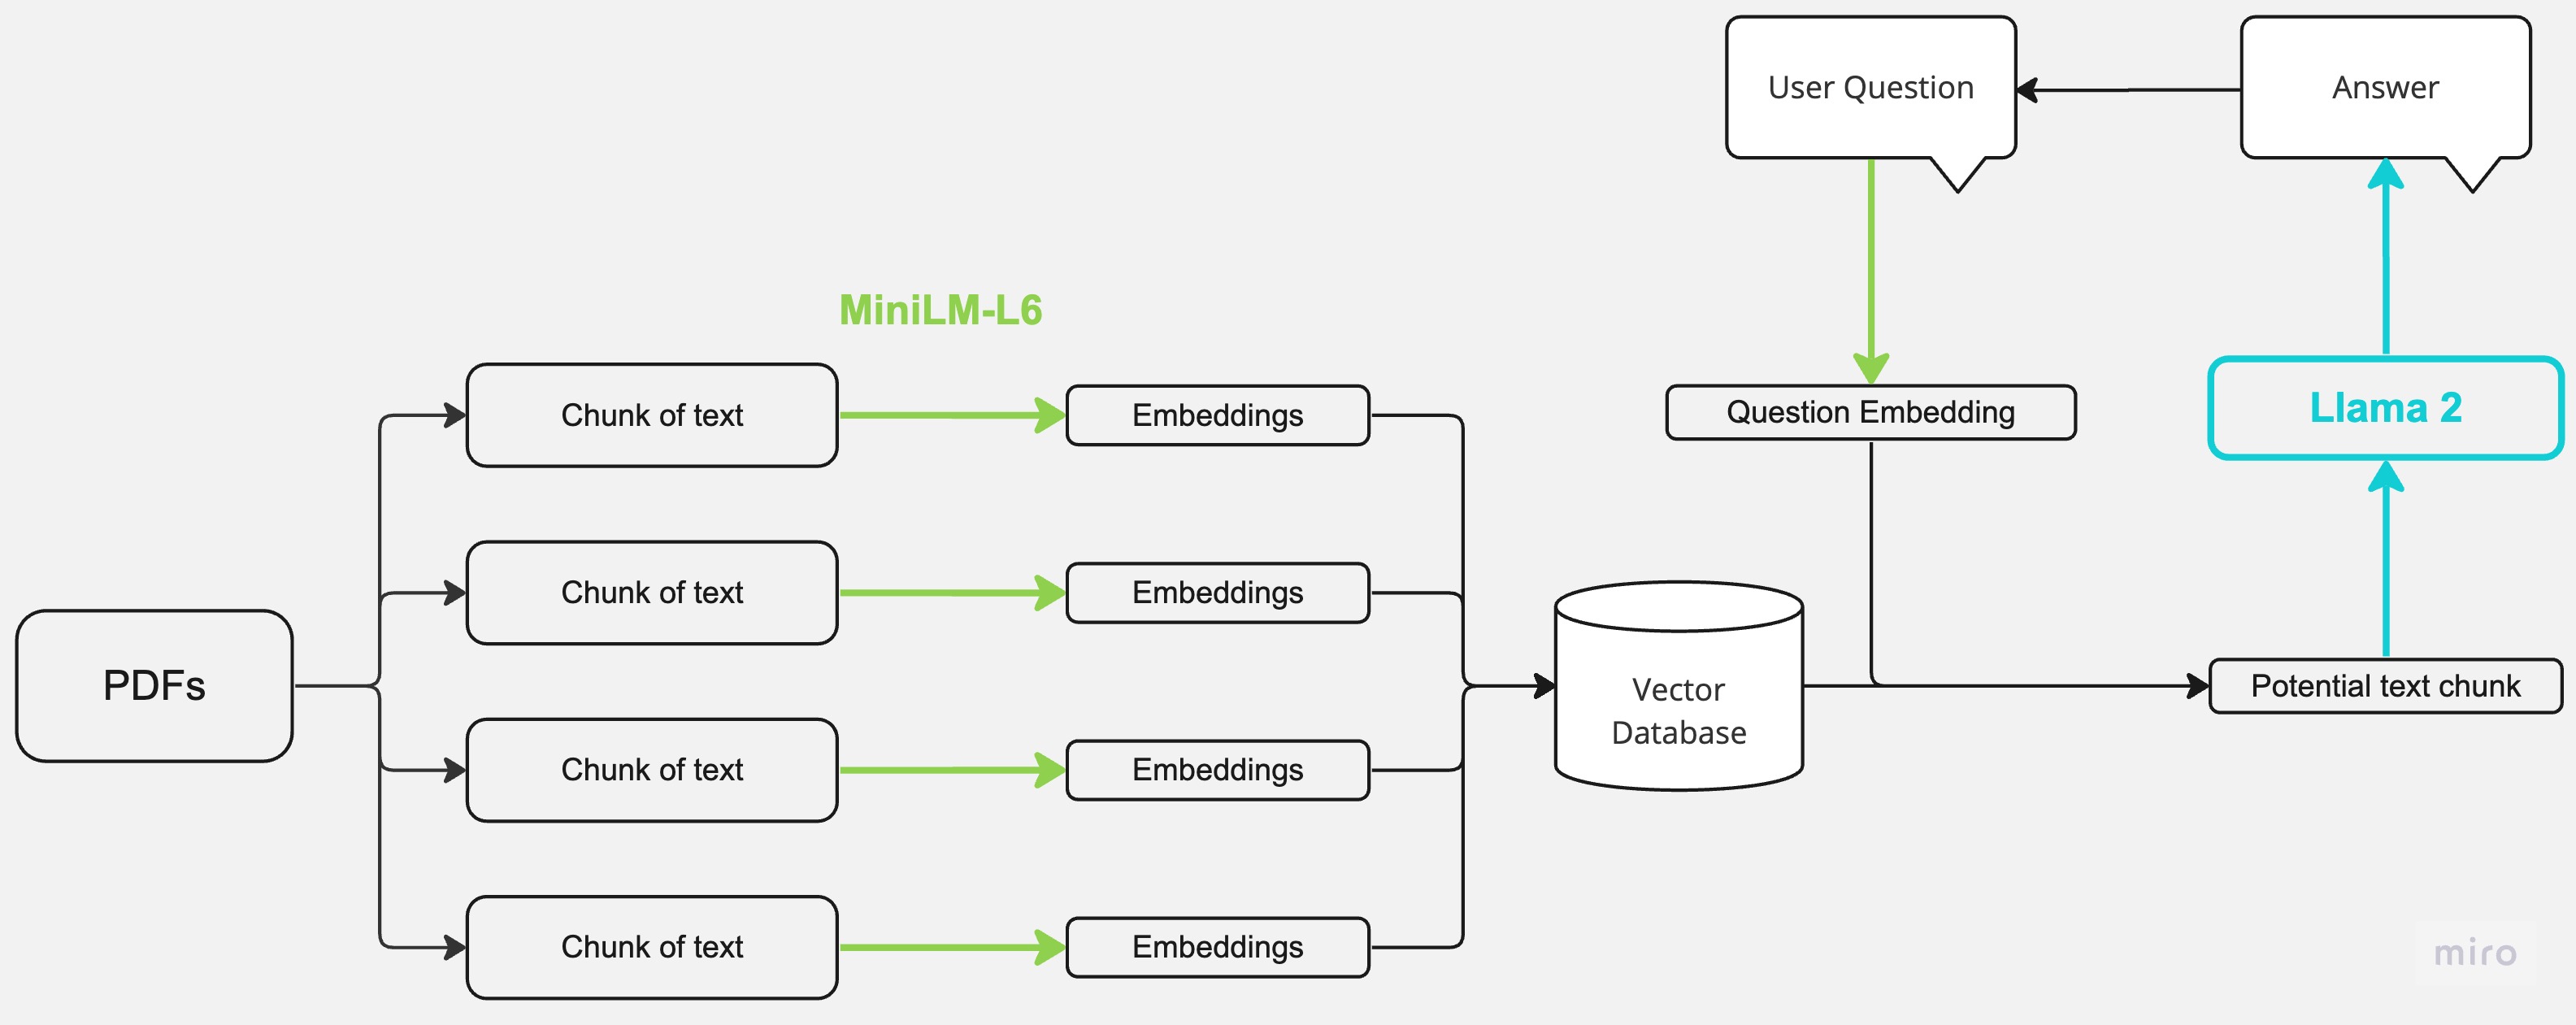 User Question
Answer
MiniLM-L6
Chunk of text
Embeddings
Question Embedding
Llama 2
Chunk of text
Embeddings
PDFs
Vector
Database
Potential text chunk
Chunk of text
Embeddings
Chunk of text
Embeddings
miro